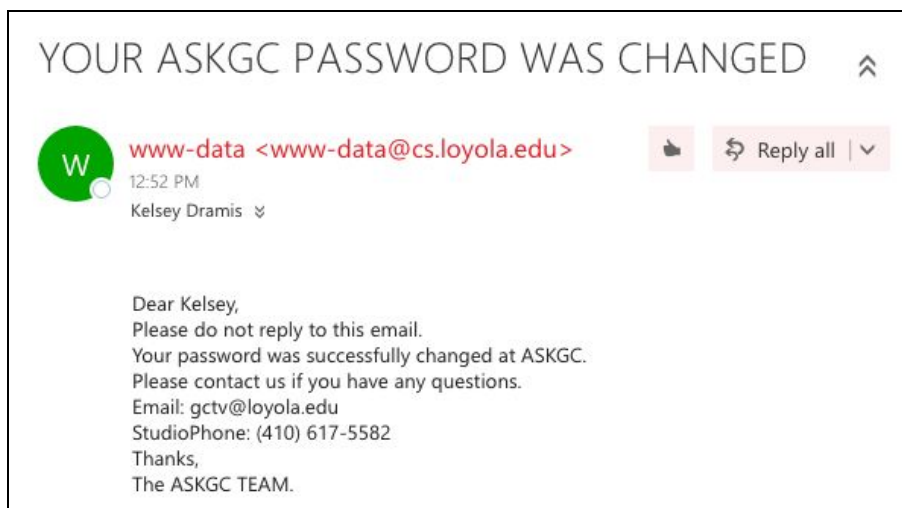 YOUR ASKGC PASSWORD WAS CHANGED
W
www-data <www-data@cs.loyola.edu>
Reply all
12:52 PM
Kelsey Dramis
Dear Kelsey,
Please do not reply to this email.
Your password was successfully changed at ASKGC.
Please contact us if you have any questions.
Email: gctv@loyola.edu
StudioPhone: (410) 617-5582
Thanks,
The ASKGC TEAM.